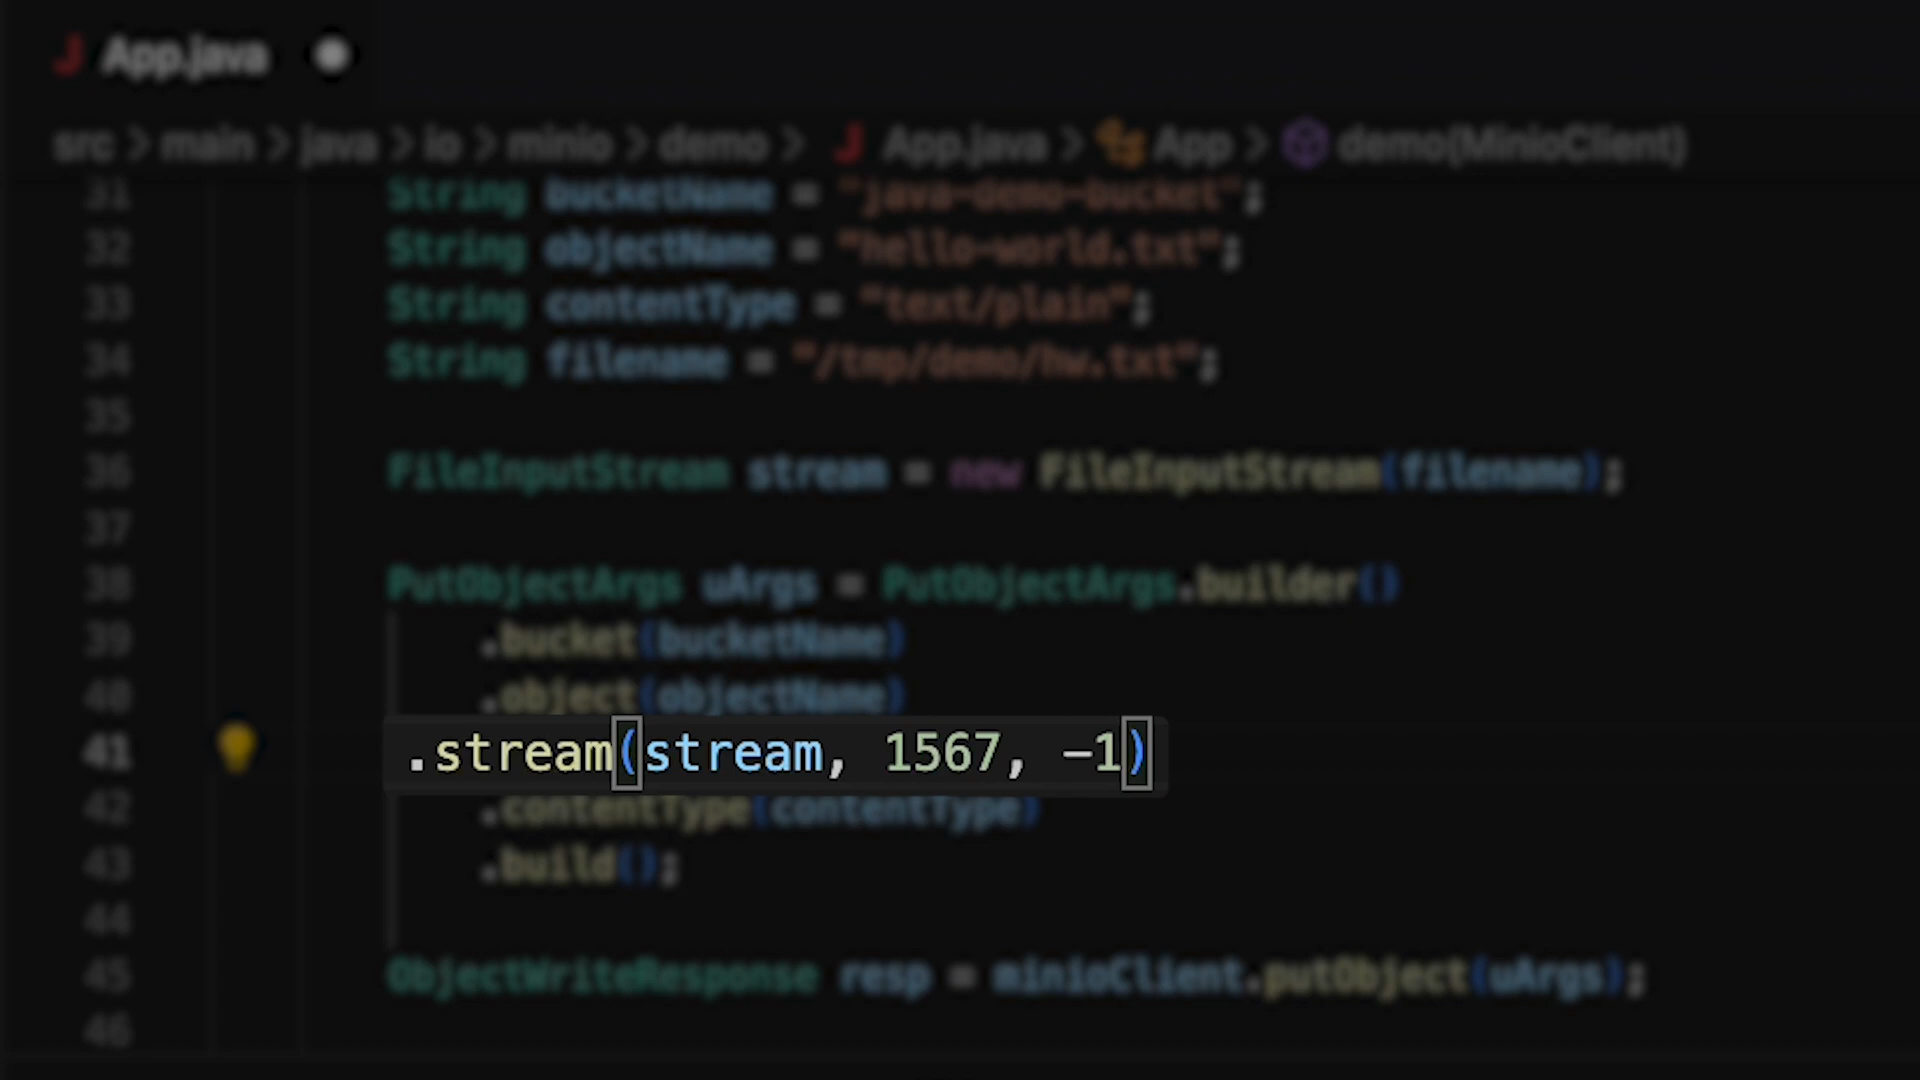 App.java
src > main > java > io > minio > demo > App.java > App > demo(MinioClient)
31 String bucketName = "java-demo-bucket";
32 String objectName = "hello-world.txt";
33 String contentType = "text/plain";
34 String filename = "/tmp/demo/hw.txt";
35
36 FileInputStream stream = new FileInputStream(filename);
37
38 PutObjectArgs uArgs = PutObjectArgs.builder()
39 .bucket(bucketName)
40 .object(objectName)
41 .stream(stream, 1567, -1)
42 .contentType(contentType)
43 .build();
44
45 ObjectWriteResponse resp = minioClient.putObject(uArgs);
46